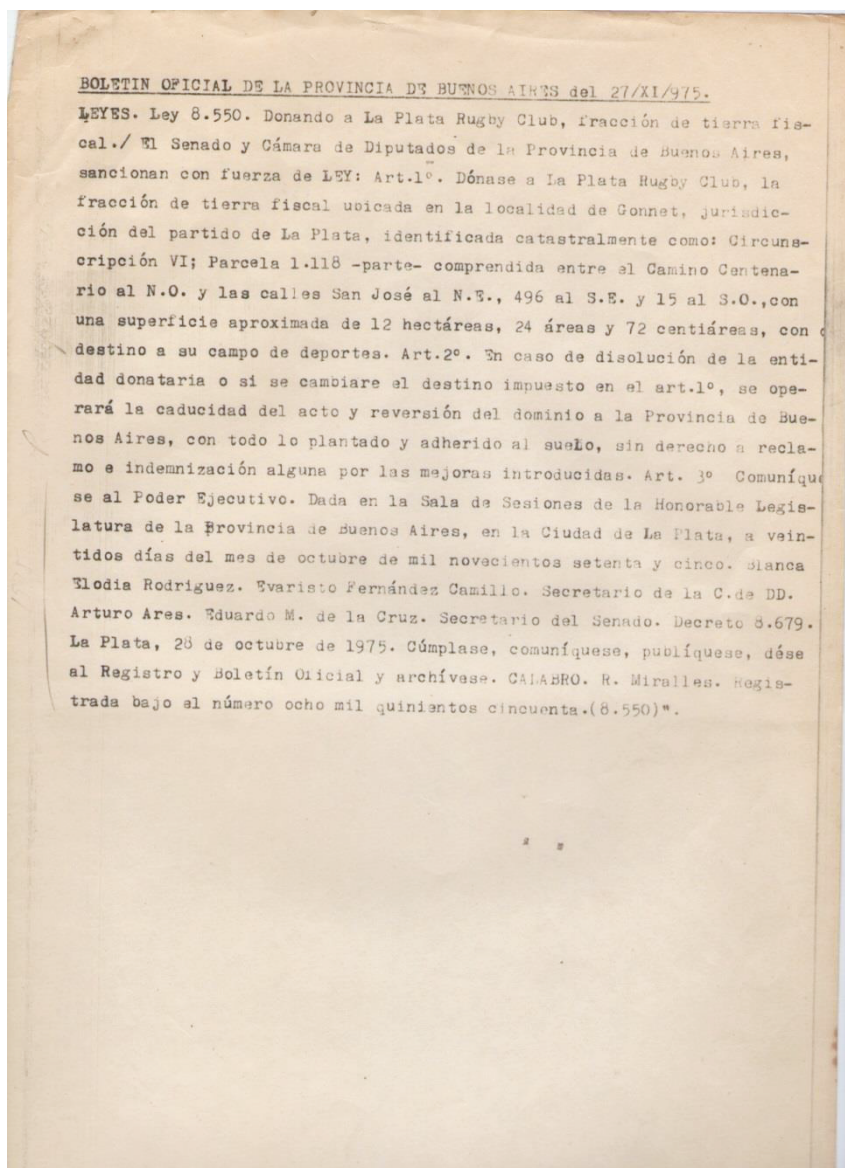 BOLETIN OFICIAL DE LA PROVINCIA DE BUENOS AIRES del 27/XI/975.
LEYES. Ley 8.550. Donando a La Plata Rugby Club, fracción de tierra fis-
cal./ El Senado y Cámara de Diputados de la Provincia de Buenos Aires,
sancionan con fuerza de LEY: Art.1º. Dónase a La Plata Rugby Club, la
fracción de tierra fiscal ubicada en la localidad de Gonnet, jurisdic-
ción del partido de La Plata, identificada catastralmente como: Circuns-
cripción VI; Parcela 1.118 -parte- comprendida entre el Camino Centena-
rio al N.O. y las calles San José al N.E., 496 al S.E. y 15 al S.O.,con
una superficie aproximada de 12 hectáreas, 24 áreas y 72 centiáreas, con
destino a su campo de deportes. Art.2º. En caso de disolución de la enti-
dad donataria o si se cambiare el destino impuesto en el art.1º, se ope-
rará la caducidad del acto y reversión del dominio a la Provincia de Bue-
nos Aires, con todo lo plantado y adherido al suelo, sin derecho a recla-
mo e indemnización alguna por las mejoras introducidas. Art. 3º Comuníque
se al Poder Ejecutivo. Dada en la Sala de Sesiones de la Honorable Legis-
latura de la Provincia de Buenos Aires, en la Ciudad de La Plata, a vein-
tidos días del mes de octubre de mil novecientos setenta y cinco. Blanca
Elodia Rodriguez. Evaristo Fernández Camillo. Secretario de la C.de DD.
Arturo Ares. Eduardo M. de la Cruz. Secretario del Senado. Decreto 8.679.
La Plata, 28 de octubre de 1975. Cúmplase, comuníquese, publíquese, dése
al Registro y Boletín Oficial y archívese. CALABRO. R. Miralles. Regis-
trada bajo el número ocho mil quinientos cincuenta.(8.550)".